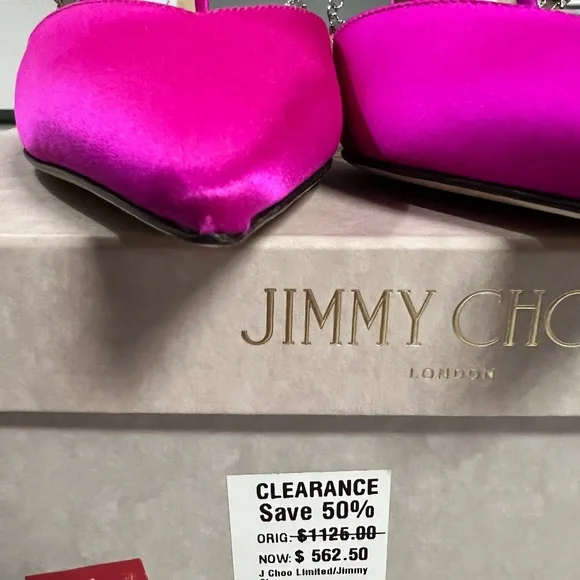 JIMMY CHO
LONDON
CLEARANCE
Save 50%
ORIG: $1125.00
NOW: $ 562.50
J Choo Limited/Jimmy